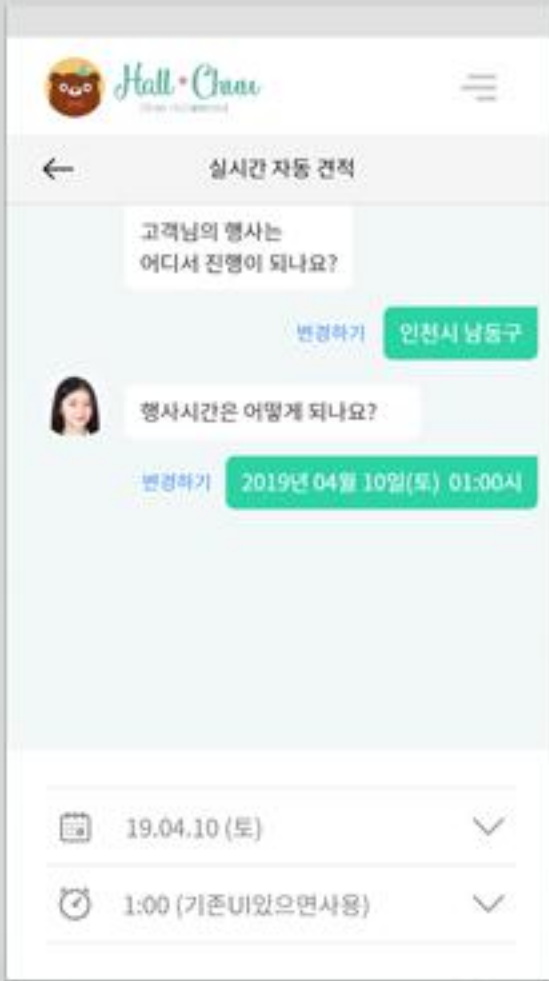 Hall • Chuu
실시간 자동 견적
고객님의 행사는
어디서 진행이 되나요?
변경하기 인천시 남동구
행사시간은 어떻게 되나요?
변경하기 2019년 04월 10일(토) 01:00시
19.04.10 (토)
1:00 (기존UI있으면사용)